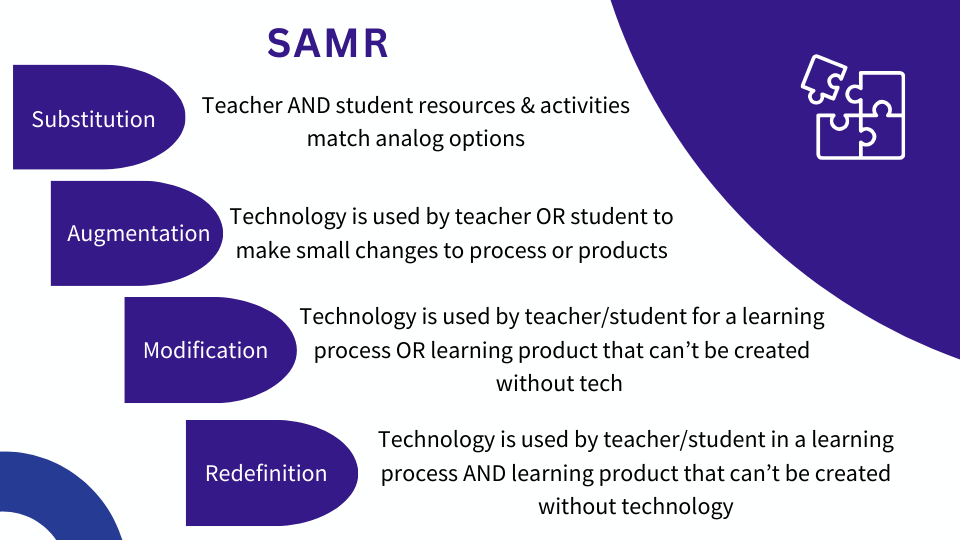 SAMR
Substitution
Teacher AND student resources & activities
match analog options
Augmentation
Technology is used by teacher OR student to
make small changes to process or products
Modification
Technology is used by teacher/student for a learning
process OR learning product that can’t be created
without tech
Redefinition
Technology is used by teacher/student in a learning
process AND learning product that can’t be created
without technology